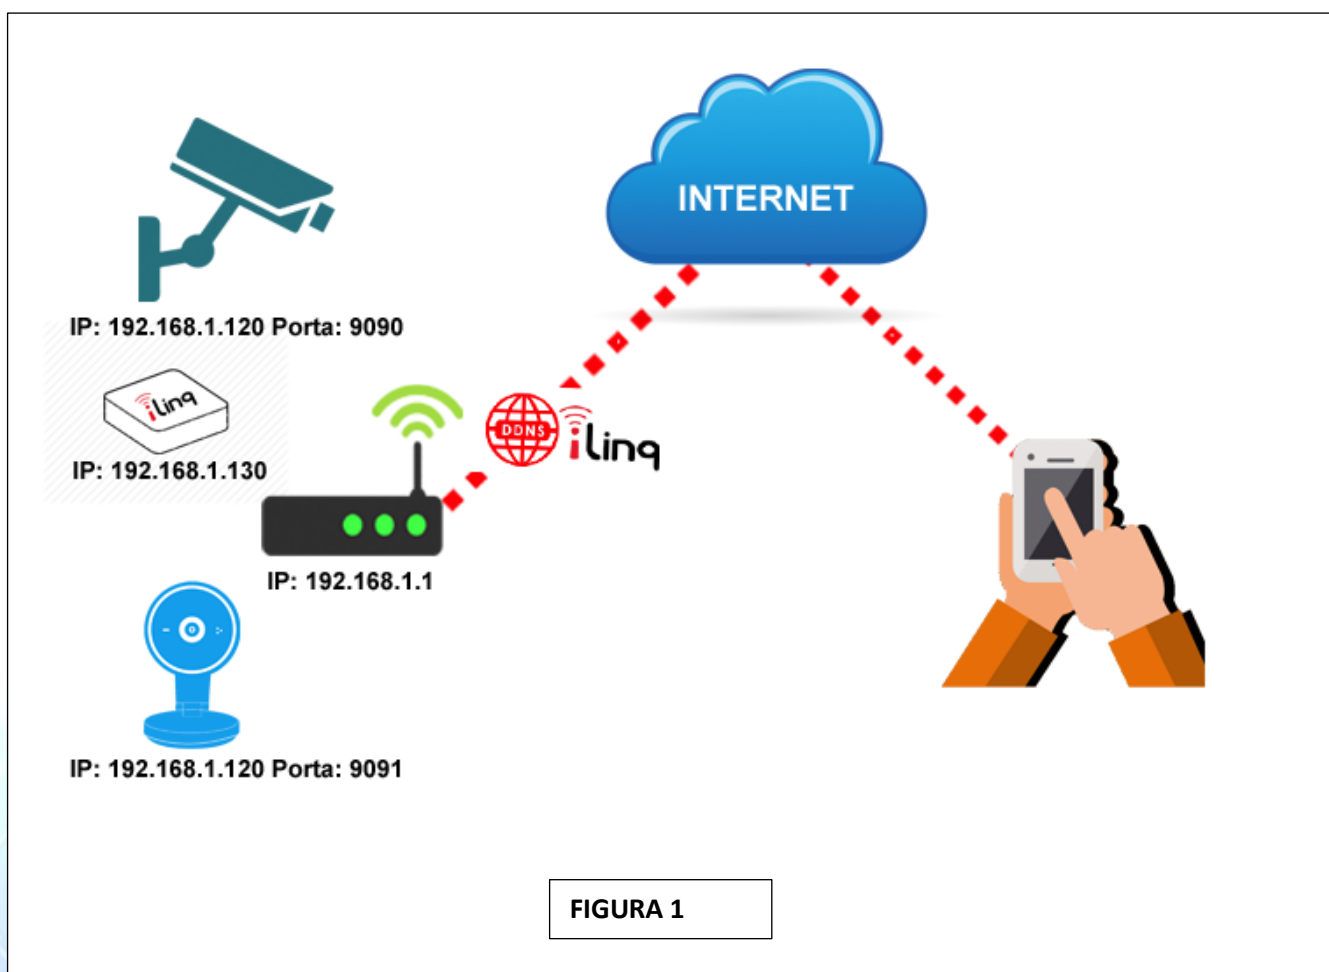 INTERNET
IP: 192.168.1.120 Porta: 9090
ilinq
IP: 192.168.1.130
DDNS
ilinq
IP: 192.168.1.1
IP: 192.168.1.120 Porta: 9091
FIGURA 1